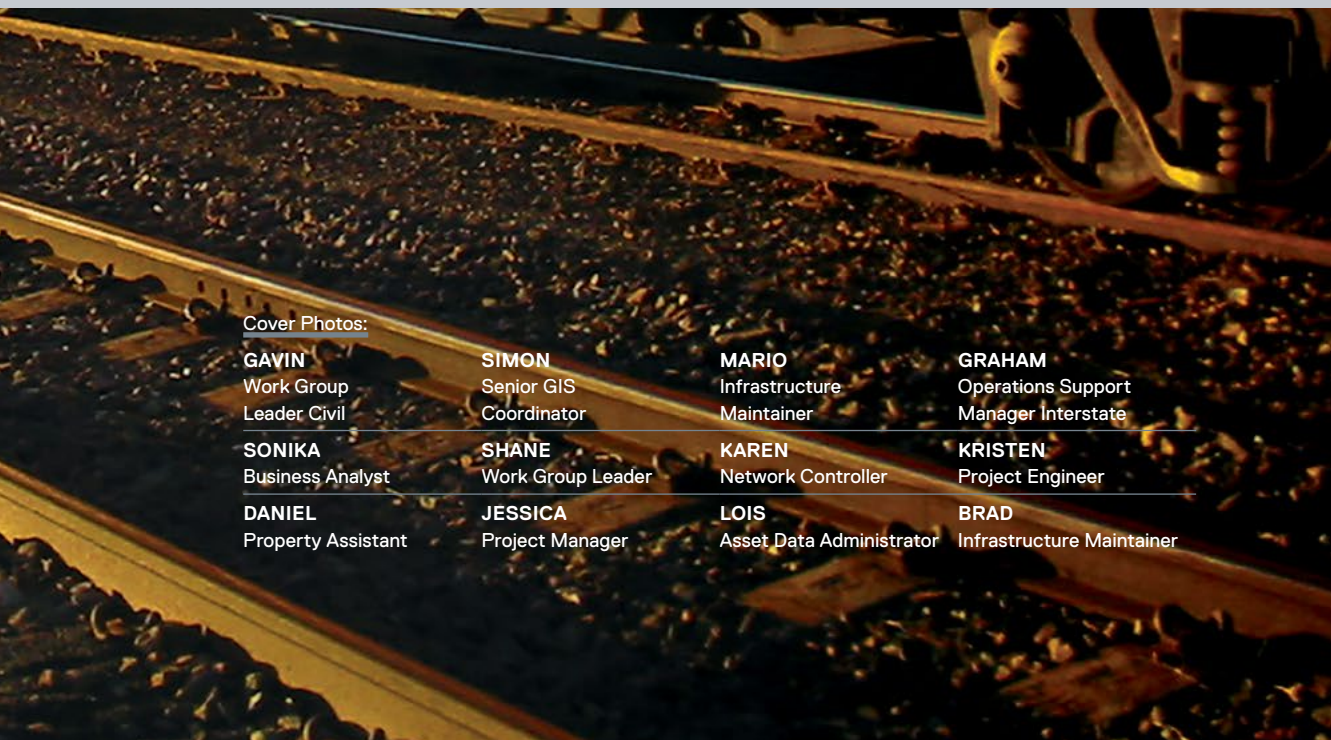 Cover Photos:
GAVIN
Work Group
Leader Civil
SIMON
Senior GIS
Coordinator
MARIO
Infrastructure
Maintainer
GRAHAM
Operations Support
Manager Interstate
SONIKA
Business Analyst
SHANE
Work Group Leader
KAREN
Network Controller
KRISTEN
Project Engineer
DANIEL
Property Assistant
JESSICA
Project Manager
LOIS
Asset Data Administrator
BRAD
Infrastructure Maintainer